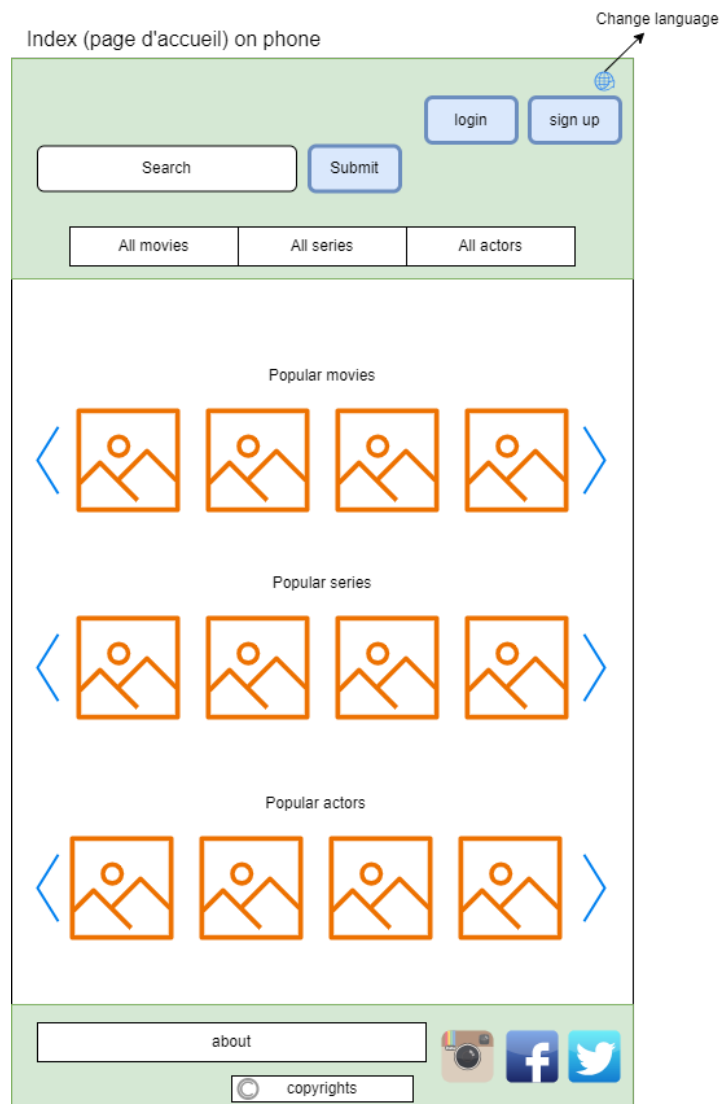 Change language
Index (page d'accueil) on phone
login
sign up
Search
Submit
All movies
All series
All actors
Popular movies
Popular series
Popular actors
about
© copyrights